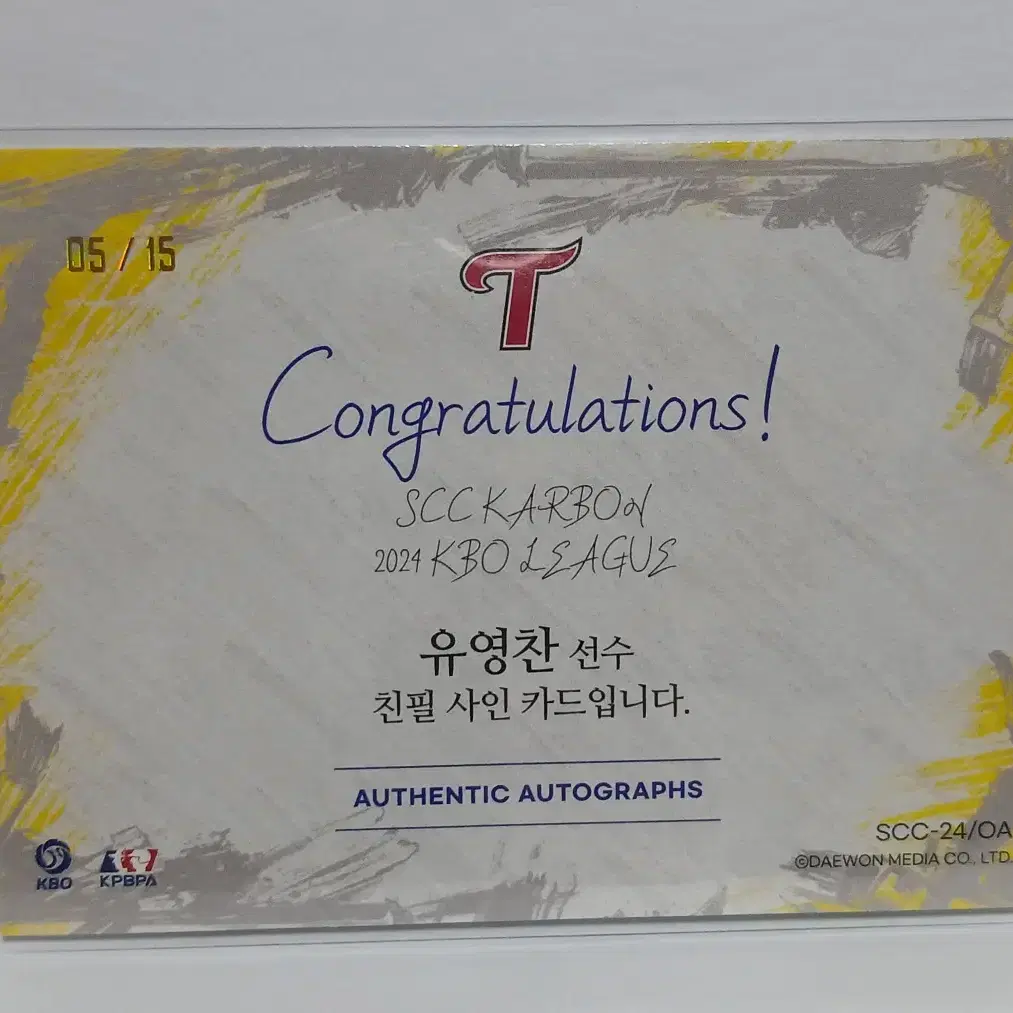 05 / 15
T
Congratulations!
SCC KARBON
2024 KBO LEAGUE
유영찬 선수
친필 사인 카드입니다.
AUTHENTIC AUTOGRAPHS
SCC-24/OA
©DAEWON MEDIA CO., LTD.
KBO KPBPA